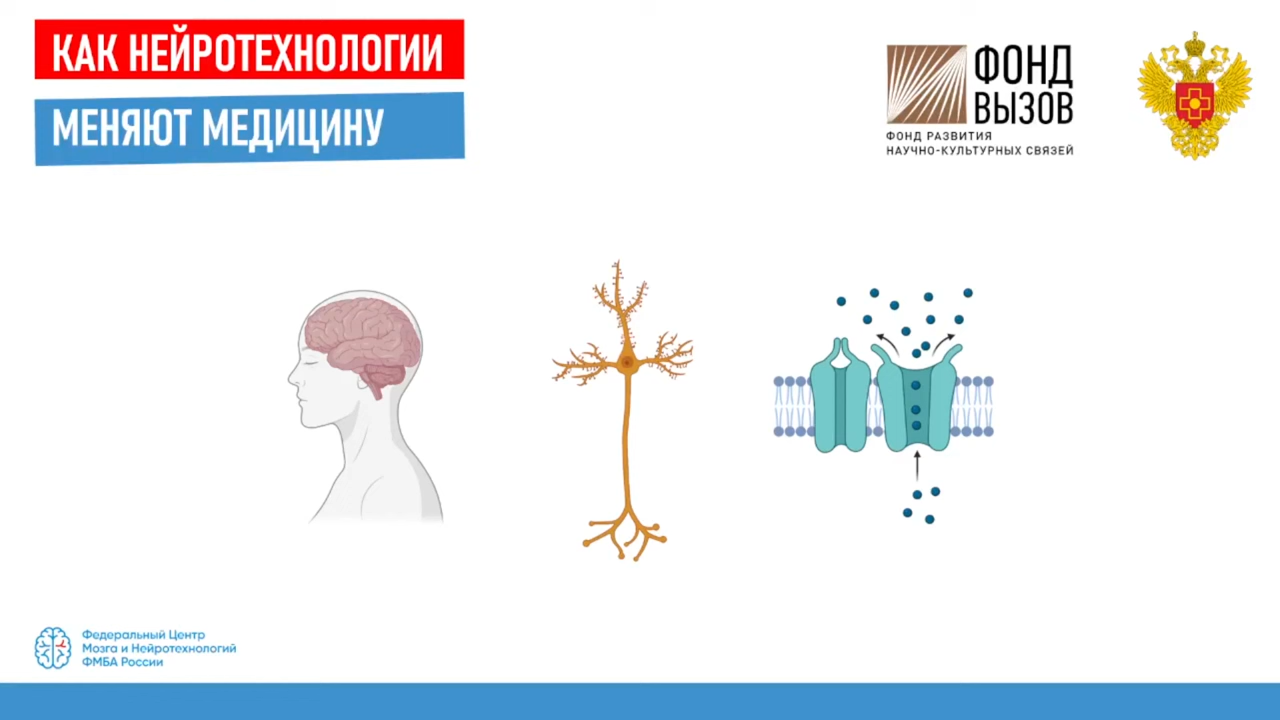 КАК НЕЙРОТЕХНОЛОГИИ
МЕНЯЮТ МЕДИЦИНУ
ФОНД
ВЫЗОВ
ФОНД РАЗВИТИЯ
НАУЧНО-КУЛЬТУРНЫХ СВЯЗЕЙ
Федеральный Центр
Мозга и Нейротехнологий
ФМБА России